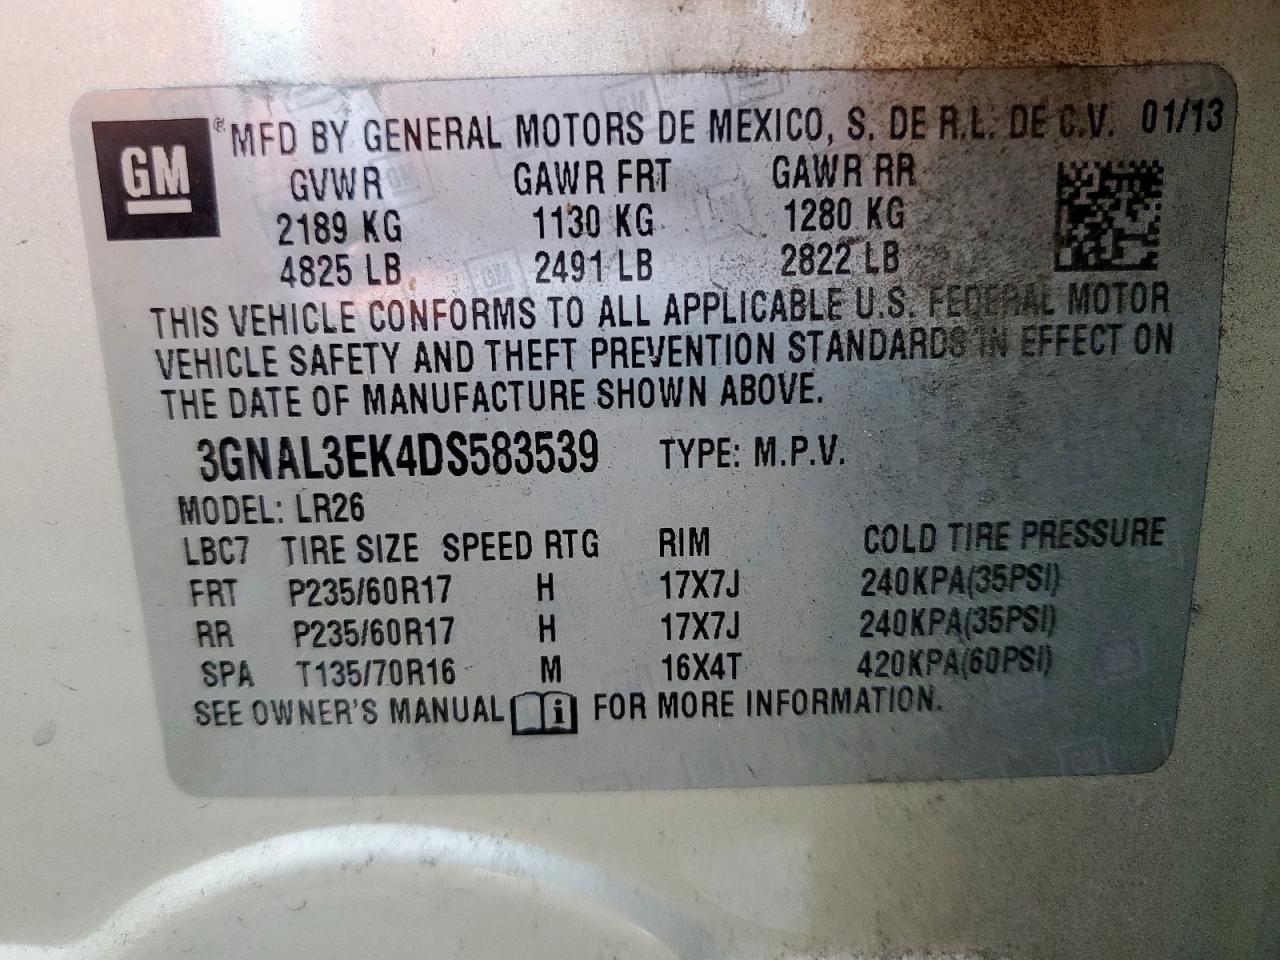 GM ® MFD BY GENERAL MOTORS DE MEXICO, S. DE R.L. DE C.V. 01/13
GVWR GAWR FRT GAWR RR
2189 KG 1130 KG 1280 KG
4825 LB 2491 LB 2822 LB
THIS VEHICLE CONFORMS TO ALL APPLICABLE U.S. FEDERAL MOTOR
VEHICLE SAFETY AND THEFT PREVENTION STANDARDS IN EFFECT ON
THE DATE OF MANUFACTURE SHOWN ABOVE.
3GNAL3EK4DS583539 TYPE: M.P.V.
MODEL: LR26
LBC7 TIRE SIZE SPEED RTG RIM COLD TIRE PRESSURE
FRT P235/60R17 H 17X7J 240KPA(35PSI)
RR P235/60R17 H 17X7J 240KPA(35PSI)
SPA T135/70R16 M 16X4T 420KPA(60PSI)
SEE OWNER'S MANUAL i FOR MORE INFORMATION.